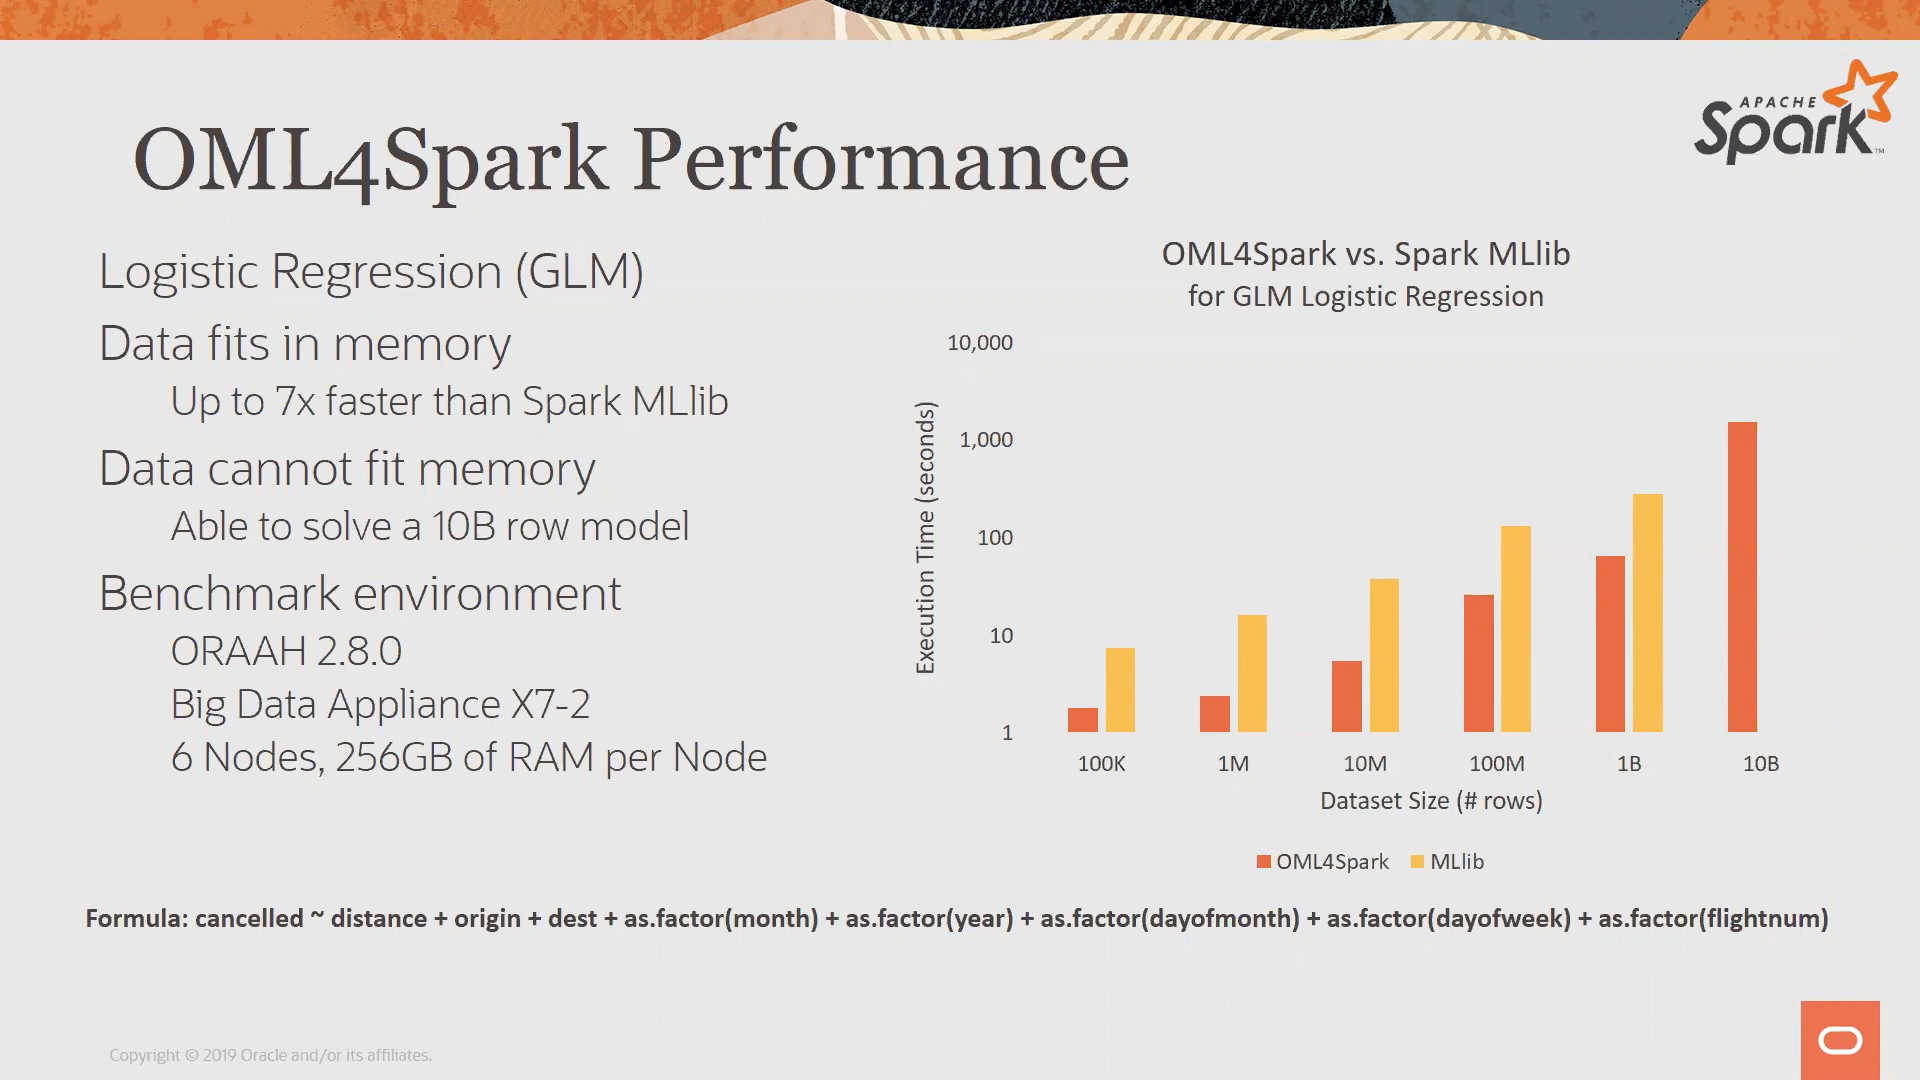 APACHE
Spark™
OML4Spark Performance
Logistic Regression (GLM)
Data fits in memory
Up to 7x faster than Spark MLlib
Data cannot fit memory
Able to solve a 10B row model
Benchmark environment
ORAAH 2.8.0
Big Data Appliance X7-2
6 Nodes, 256GB of RAM per Node
OML4Spark vs. Spark MLlib
for GLM Logistic Regression
Execution Time (seconds)
10,000
1,000
100
10
1
100K 1M 10M 100M 1B 10B
Dataset Size (# rows)
OML4Spark MLlib
Formula: cancelled ~ distance + origin + dest + as.factor(month) + as.factor(year) + as.factor(dayofmonth) + as.factor(dayofweek) + as.factor(flightnum)
Copyright © 2019 Oracle and/or its affiliates.